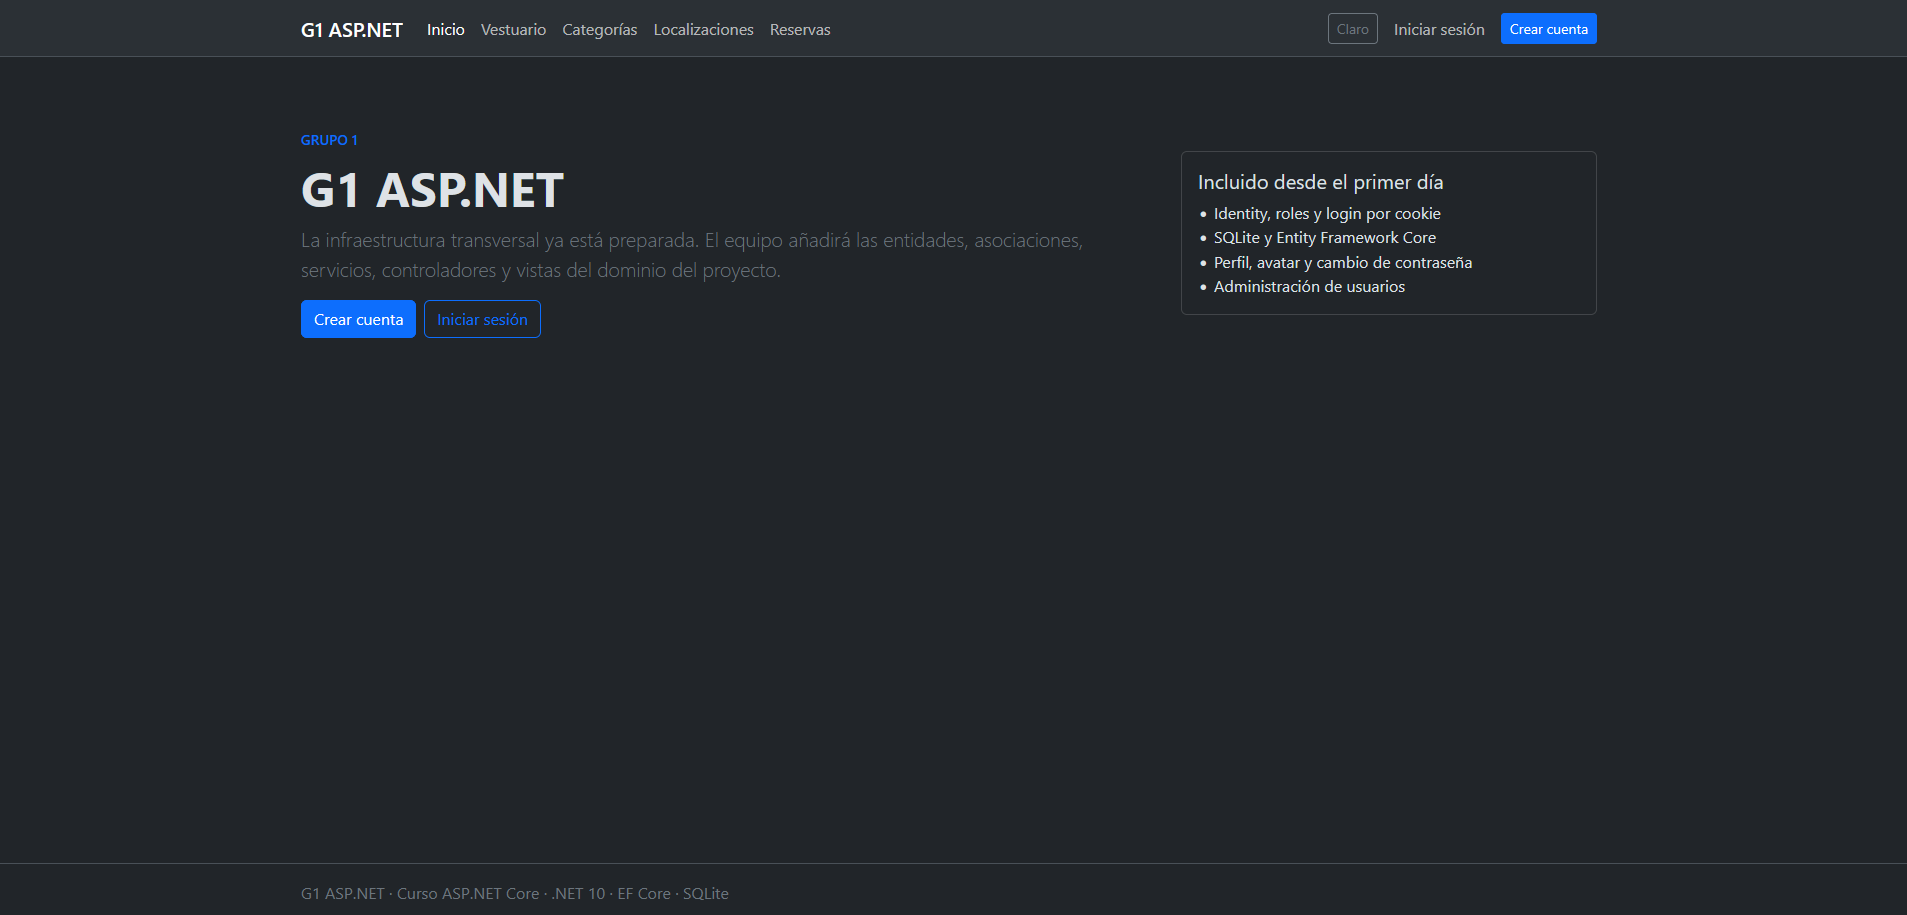 G1 ASP.NET Inicio Vestuario Categorías Localizaciones Reservas Claro Iniciar sesión Crear cuenta
GRUPO 1
G1 ASP.NET
La infraestructura transversal ya está preparada. El equipo añadirá las entidades, asociaciones,
servicios, controladores y vistas del dominio del proyecto.
Crear cuenta Iniciar sesión
Incluido desde el primer día
• Identity, roles y login por cookie
• SQLite y Entity Framework Core
• Perfil, avatar y cambio de contraseña
• Administración de usuarios
G1 ASP.NET · Curso ASP.NET Core · .NET 10 · EF Core · SQLite